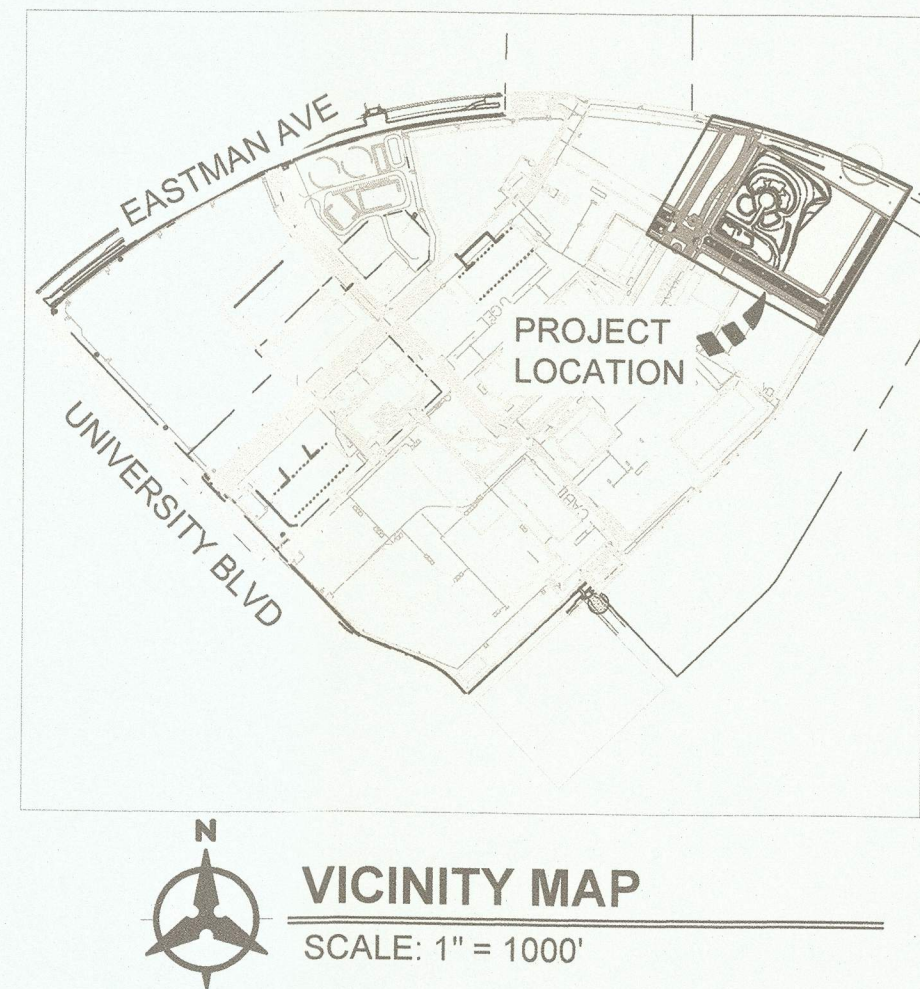 EASTMAN AVE
UNIVERSITY BLVD
PROJECT
LOCATION
N
VICINITY MAP
SCALE: 1" = 1000'